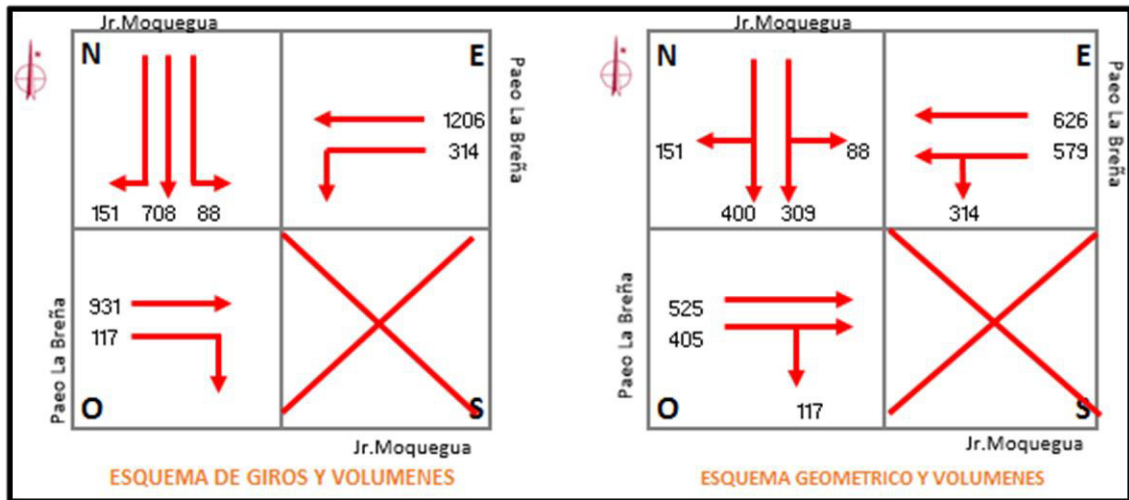 Jr.Moquegua
N
E
1206
314
151 708 88
Paeo La Breña
931
117
Paeo La Breña
O
S
Jr.Moquegua
ESQUEMA DE GIROS Y VOLUMENES
Jr.Moquegua
N
E
626
579
151
88
400 309
314
Paeo La Breña
525
405
117
Paeo La Breña
O
S
Jr.Moquegua
ESQUEMA GEOMETRICO Y VOLUMENES